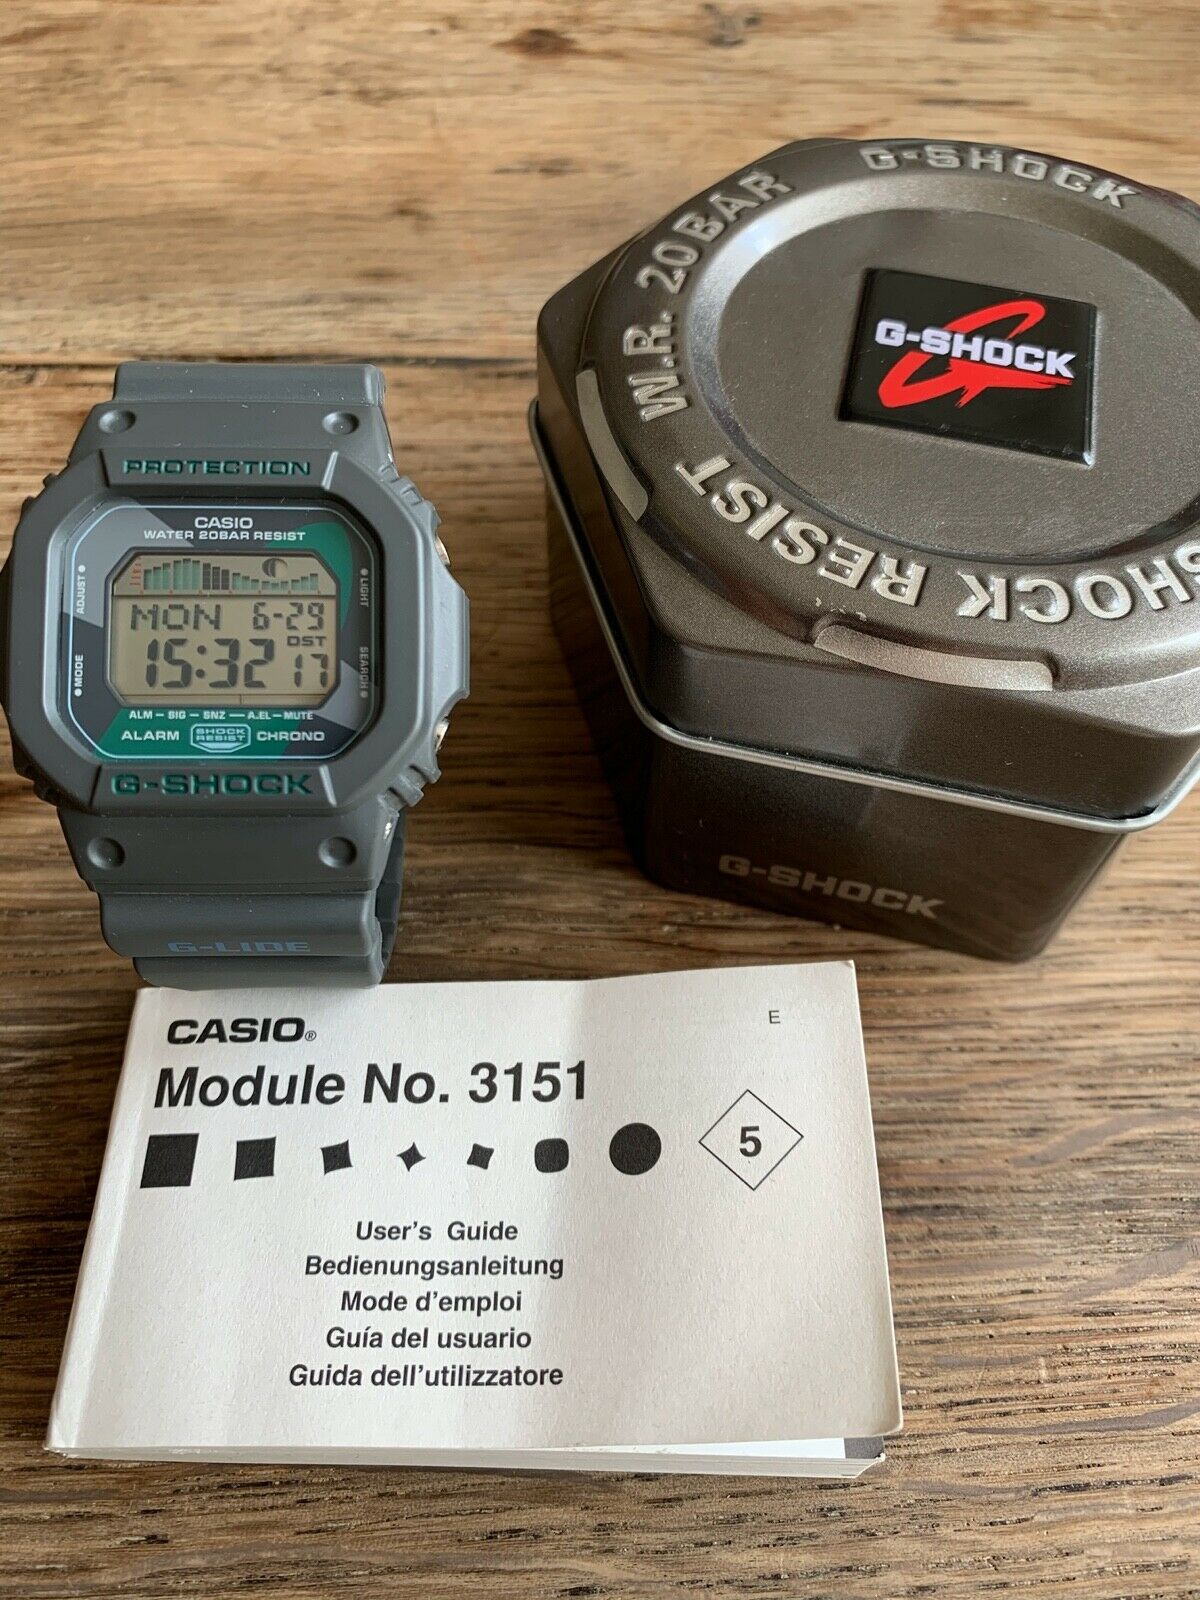 PROTECTION
CASIO
WATER 20BAR RESIST
ADJUST
LIGHT
MODE
SEARCH
MON 6-29
DST
15:32 17
ALM – SIG – SNZ – A.EL – MUTE
ALARM SHOCK RESIST CHRONO
G-SHOCK
G-LIDE
G-SHOCK
W.R. 20 BAR
SHOCK RESIST
G-SHOCK
G-SHOCK
CASIO®
E
Module No. 3151
5
User's Guide
Bedienungsanleitung
Mode d'emploi
Guía del usuario
Guida dell'utilizzatore